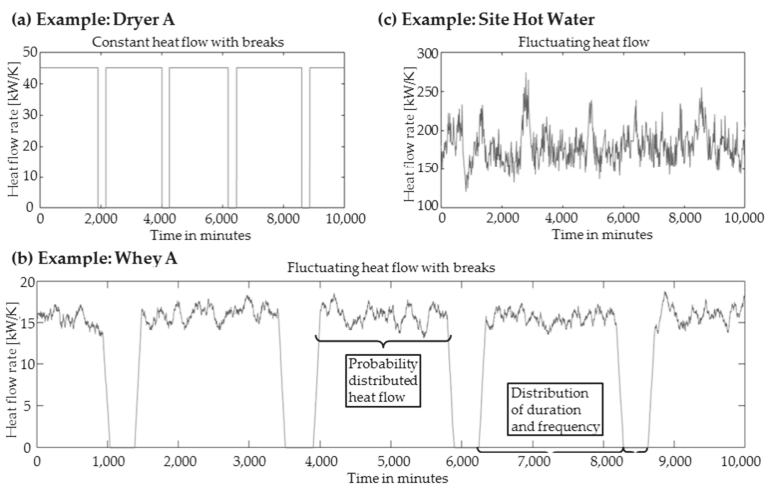 (a) Example: Dryer A
Constant heat flow with breaks
Heat flow rate [kW/K]
50
40
30
20
10
0
0 2,000 4,000 6,000 8,000 10,000
Time in minutes
(c) Example: Site Hot Water
Fluctuating heat flow
Heat flow rate [kW/K]
300
250
200
150
100
0 2,000 4,000 6,000 8,000 10,000
Time in minutes
(b) Example: Whey A
Fluctuating heat flow with breaks
Heat flow rate [kW/K]
20
15
10
5
0
Probability
distributed
heat flow
Distribution
of duration
and frequency
0 1,000 2,000 3,000 4,000 5,000 6,000 7,000 8,000 9,000 10,000
Time in minutes